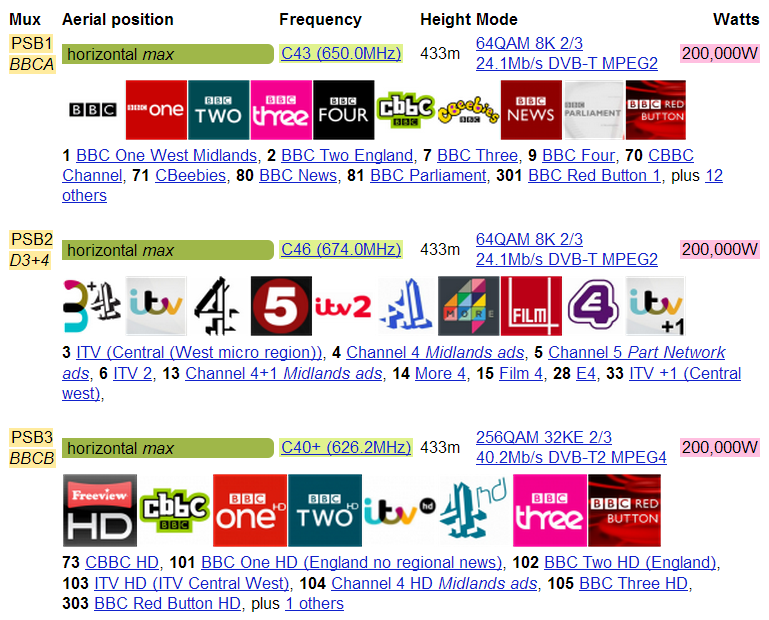 Mux Aerial position Frequency Height Mode Watts
PSB1 horizontal max C43 (650.0MHz) 433m 64QAM 8K 2/3 200,000W
BBCA 24.1Mb/s DVB-T MPEG2
BBC BBC one BBC TWO BBC three BBC FOUR cbbc BBC CBeebies BBC BBC NEWS BBC PARLIAMENT BBC RED BUTTON
1 BBC One West Midlands, 2 BBC Two England, 7 BBC Three, 9 BBC Four, 70 CBBC
Channel, 71 CBeebies, 80 BBC News, 81 BBC Parliament, 301 BBC Red Button 1, plus 12
others
PSB2 horizontal max C46 (674.0MHz) 433m 64QAM 8K 2/3 200,000W
D3+4 24.1Mb/s DVB-T MPEG2
3+4 itv 4 5 itv2 4+1 4 MORE FILM4 E4 itv +1
3 ITV (Central (West micro region)), 4 Channel 4 Midlands ads, 5 Channel 5 Part Network
ads, 6 ITV 2, 13 Channel 4+1 Midlands ads, 14 More 4, 15 Film 4, 28 E4, 33 ITV +1 (Central
west),
PSB3 horizontal max C40+ (626.2MHz) 433m 256QAM 32KE 2/3 200,000W
BBCB 40.2Mb/s DVB-T2 MPEG4
Freeview HD cbbc BBC BBC one HD BBC TWO HD itv hd 4 hd BBC three BBC RED BUTTON
73 CBBC HD, 101 BBC One HD (England no regional news), 102 BBC Two HD (England),
103 ITV HD (ITV Central West), 104 Channel 4 HD Midlands ads, 105 BBC Three HD,
303 BBC Red Button HD, plus 1 others